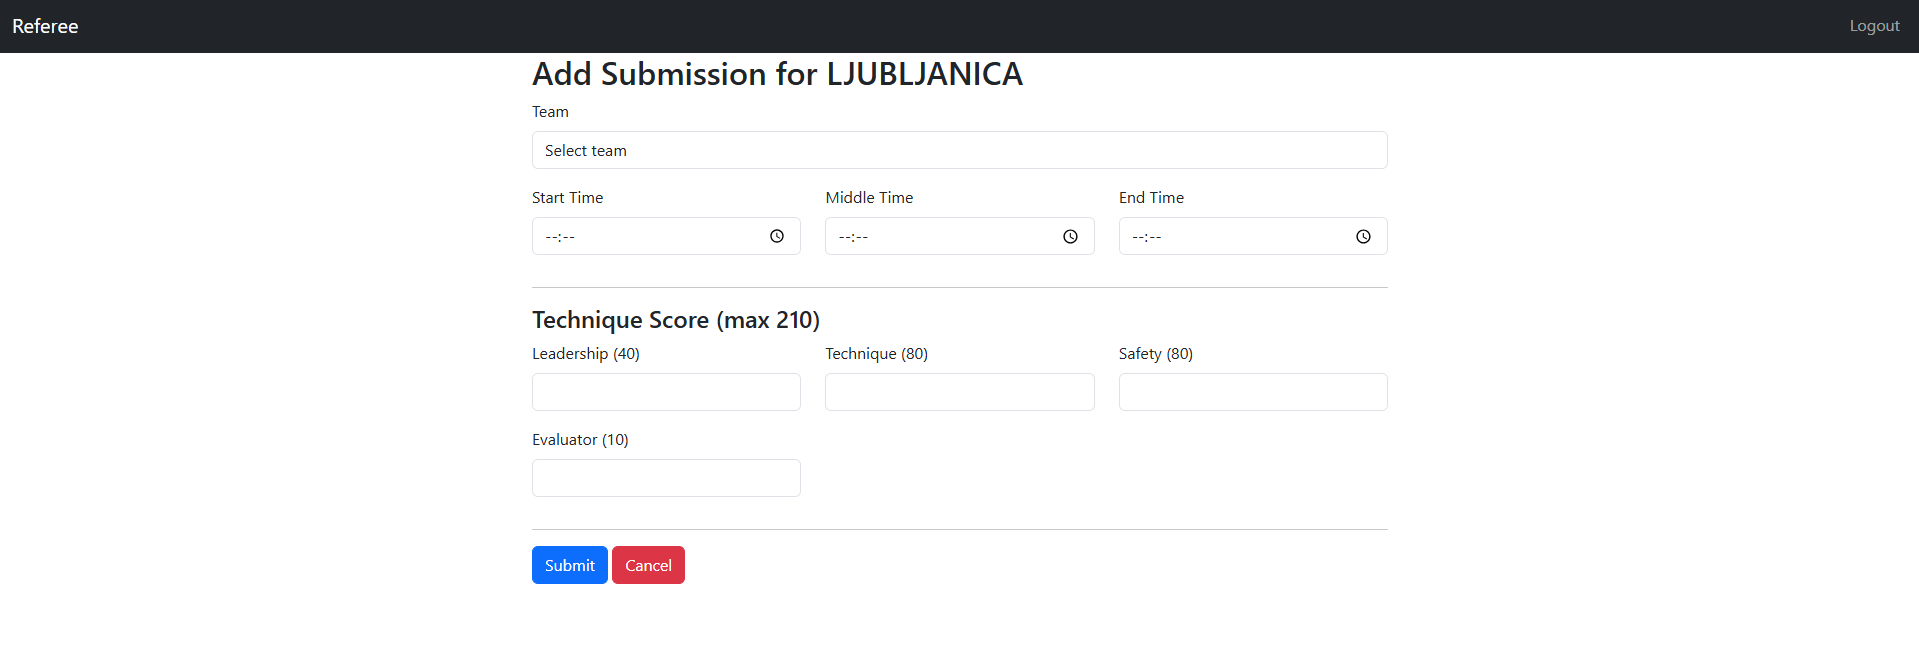 Referee Logout
Add Submission for LJUBLJANICA
Team
Select team
Start Time Middle Time End Time
--:-- --:-- --:--
Technique Score (max 210)
Leadership (40) Technique (80) Safety (80)
Evaluator (10)
Submit Cancel